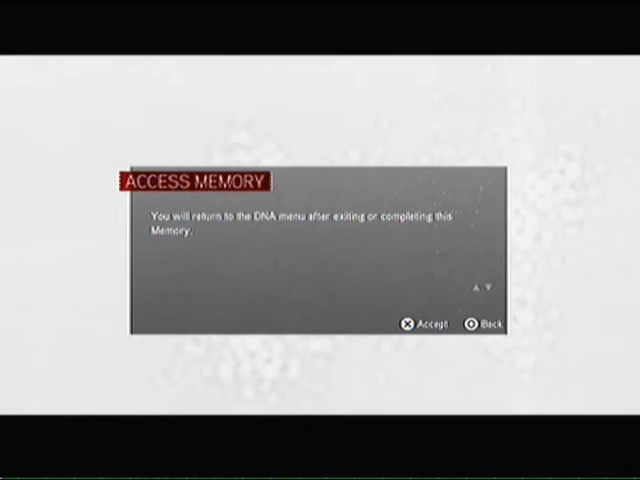 ACCESS MEMORY
You will return to the DNA menu after exiting or completing this
Memory.
Accept Back